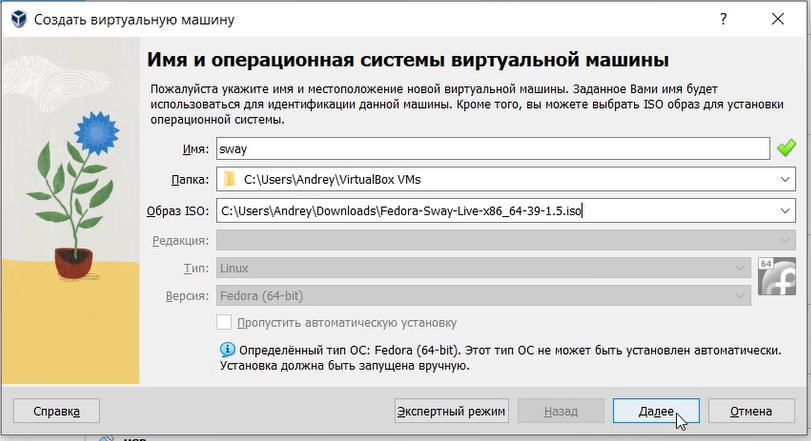 Создать виртуальную машину
?
Имя и операционная системы виртуальной машины
Пожалуйста укажите имя и местоположение новой виртуальной машины. Заданное Вами имя будет
использоваться для идентификации данной машины. Кроме того, вы можете выбрать ISO образ для установки
операционной системы.
Имя: sway
Папка: C:\Users\Andrey\VirtualBox VMs
Образ ISO: C:\Users\Andrey\Downloads\Fedora-Sway-Live-x86_64-39-1.5.iso
Редакция:
Тип: Linux
64
Версия: Fedora (64-bit)
Пропустить автоматическую установку
Определённый тип ОС: Fedora (64-bit). Этот тип ОС не может быть установлен автоматически.
Установка должна быть запущена вручную.
Справка Экспертный режим Назад Далее Отмена